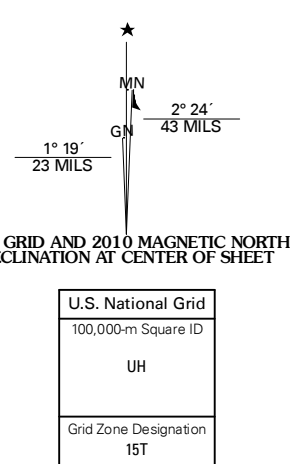 ★
MN
2° 24´
43 MILS
GN
1° 19´
23 MILS
GRID AND 2010 MAGNETIC NORTH
CLINATION AT CENTER OF SHEET
U.S. National Grid
100,000-m Square ID
UH
Grid Zone Designation
15T